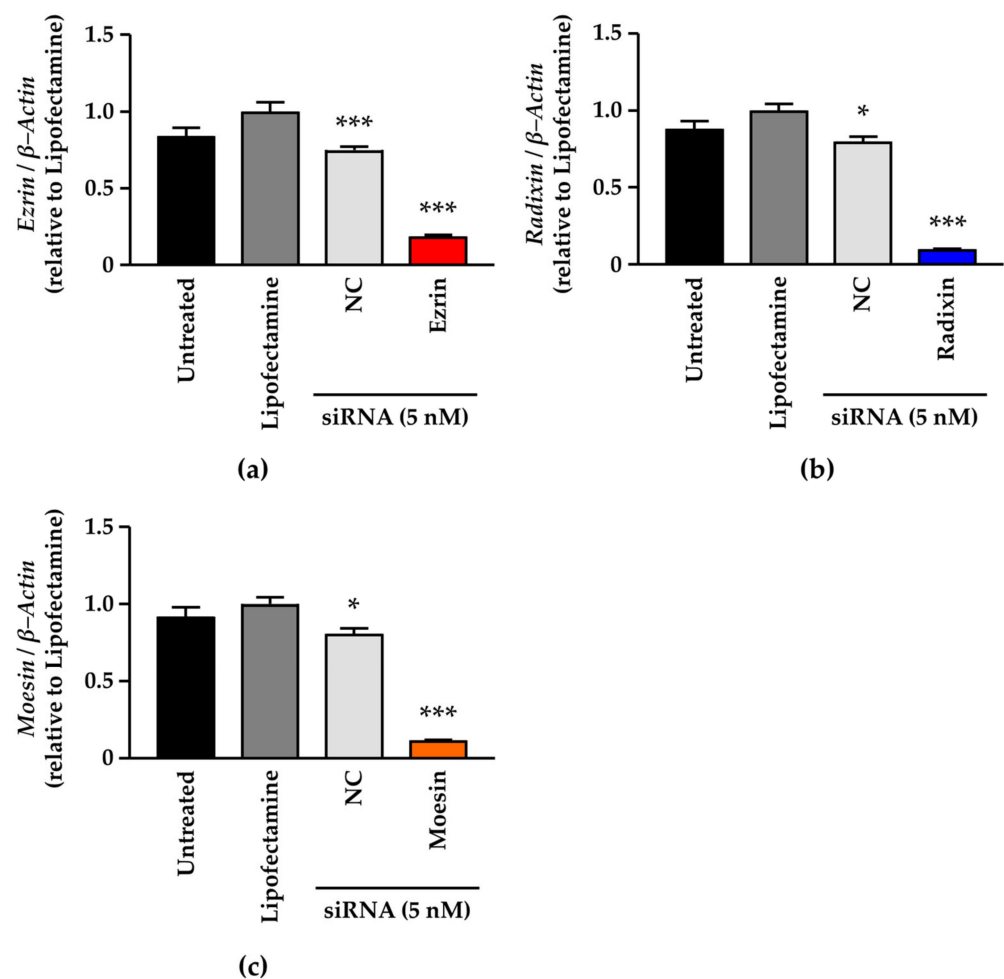 Ezrin / β–Actin
(relative to Lipofectamine)
1.5
1.0
0.5
0
***
***
Untreated
Lipofectamine
NC
Ezrin
siRNA (5 nM)
(a)
Radixin / β–Actin
(relative to Lipofectamine)
1.5
1.0
0.5
0
*
***
Untreated
Lipofectamine
NC
Radixin
siRNA (5 nM)
(b)
Moesin / β–Actin
(relative to Lipofectamine)
1.5
1.0
0.5
0
*
***
Untreated
Lipofectamine
NC
Moesin
siRNA (5 nM)
(c)